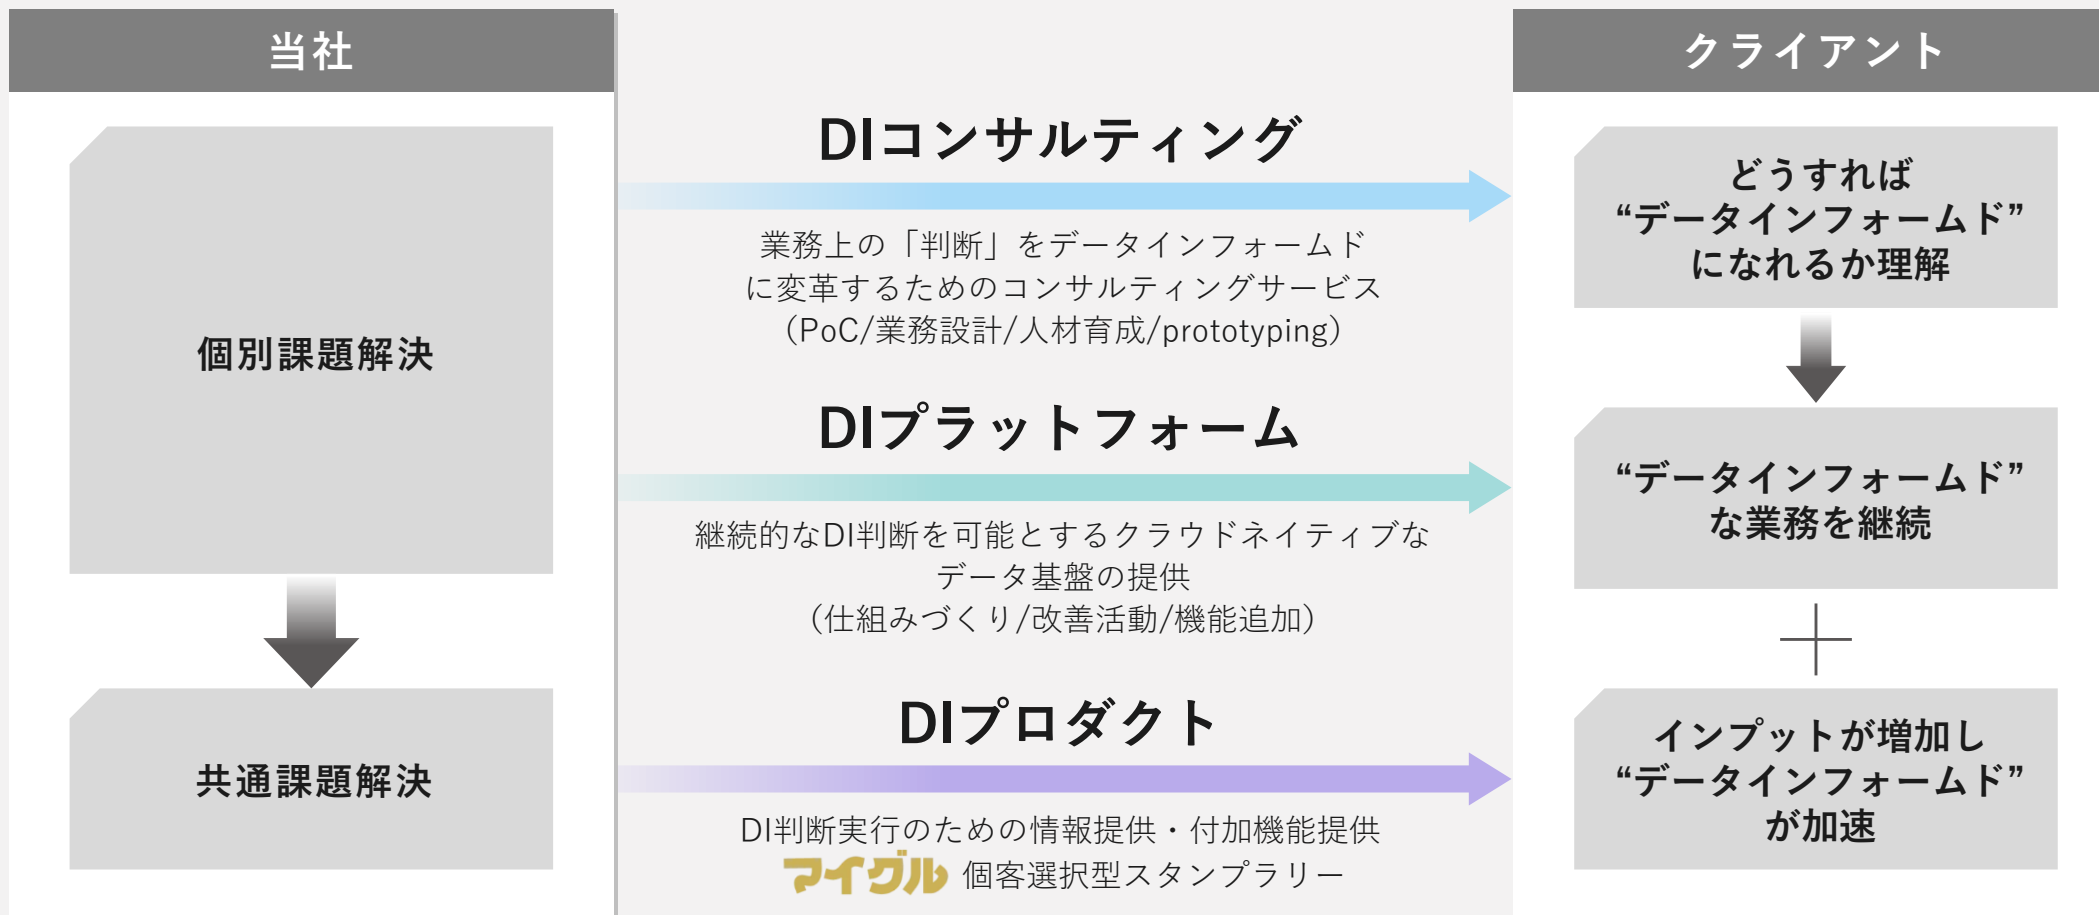 当社
個別課題解決
共通課題解決
DIコンサルティング
業務上の「判断」をデータインフォームド
に変革するためのコンサルティングサービス
（PoC/業務設計/人材育成/prototyping）
DIプラットフォーム
継続的なDI判断を可能とするクラウドネイティブな
データ基盤の提供
（仕組みづくり/改善活動/機能追加）
DIプロダクト
DI判断実行のための情報提供・付加機能提供
マイグル 個客選択型スタンプラリー
クライアント
どうすれば
“データインフォームド”
になれるか理解
“データインフォームド”
な業務を継続
インプットが増加し
“データインフォームド”
が加速